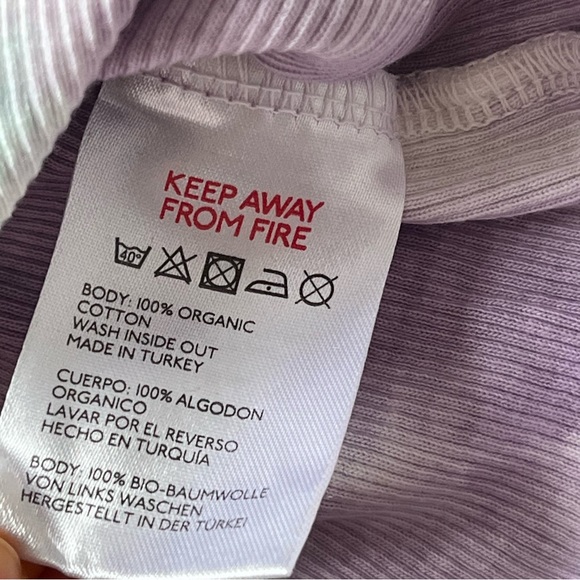 KEEP AWAY
FROM FIRE
40°
BODY: 100% ORGANIC
COTTON
WASH INSIDE OUT
MADE IN TURKEY
CUERPO: 100% ALGODON
ORGANICO
LAVAR POR EL REVERSO
HECHO EN TURQUÍA
BODY: 100% BIO-BAUMWOLLE
VON LINKS WASCHEN
HERGESTELLT IN DER TÜRKEI